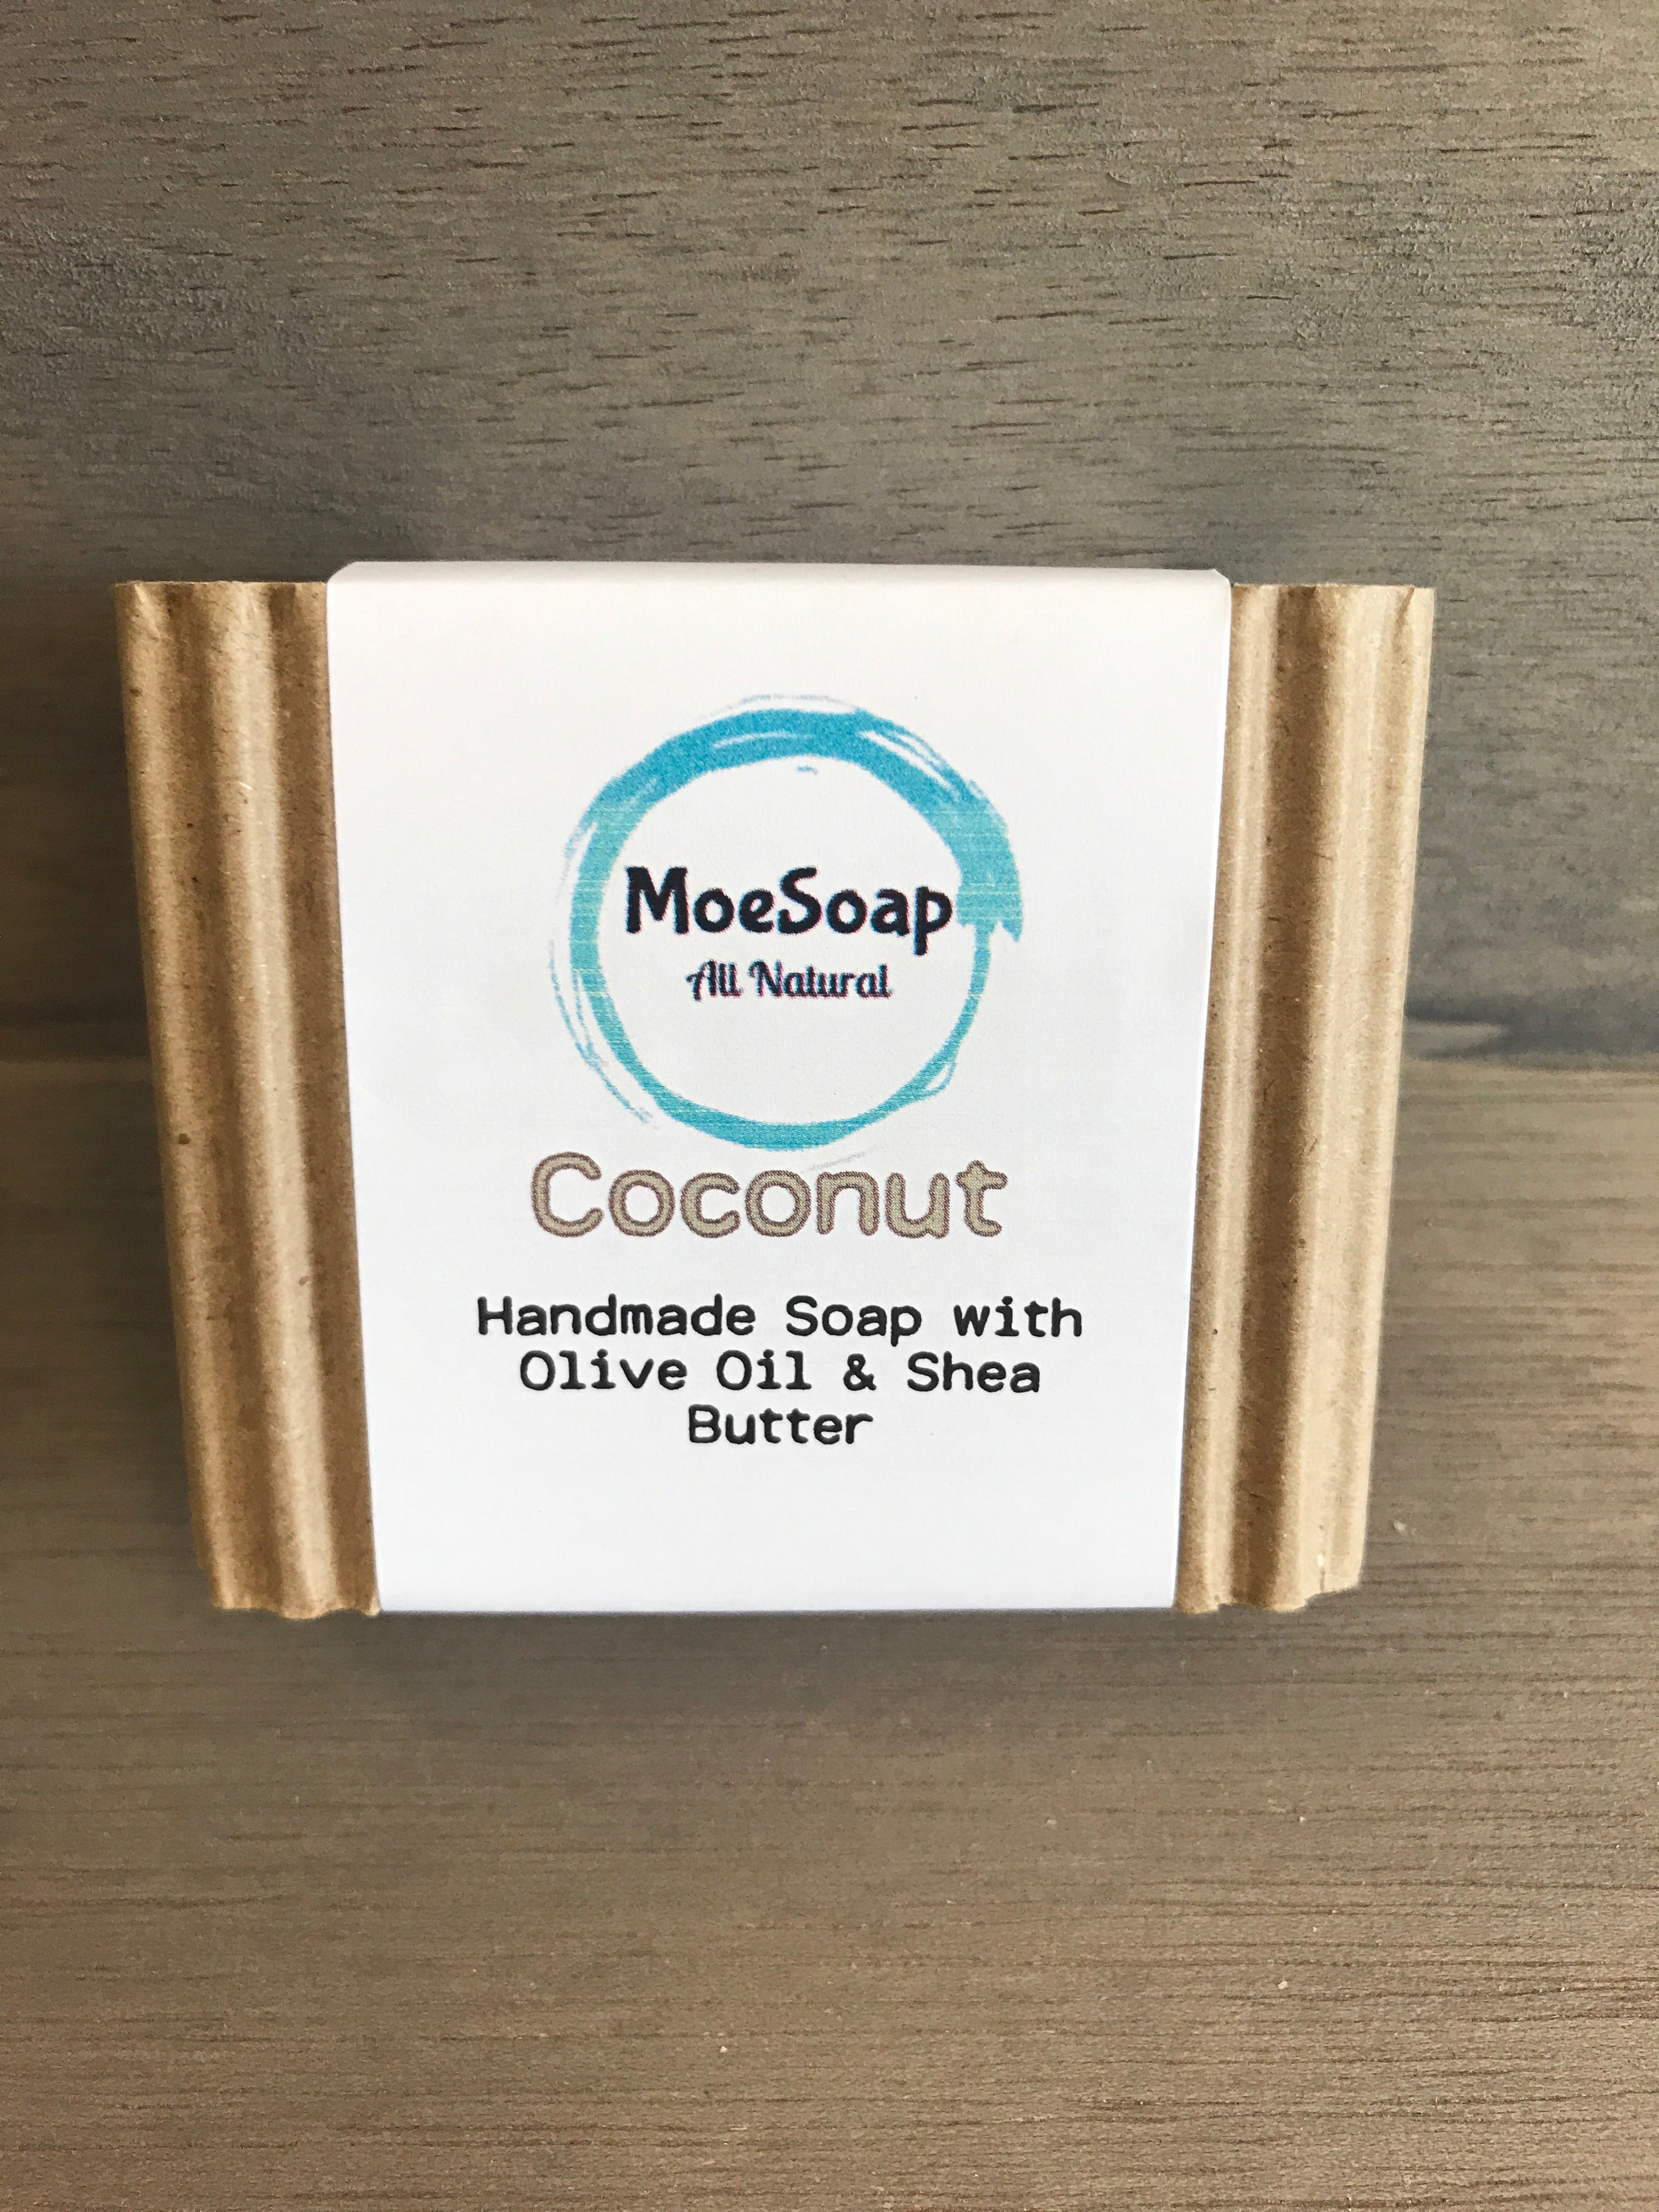 MoeSoap
All Natural
Coconut
Handmade Soap with
Olive Oil & Shea
Butter